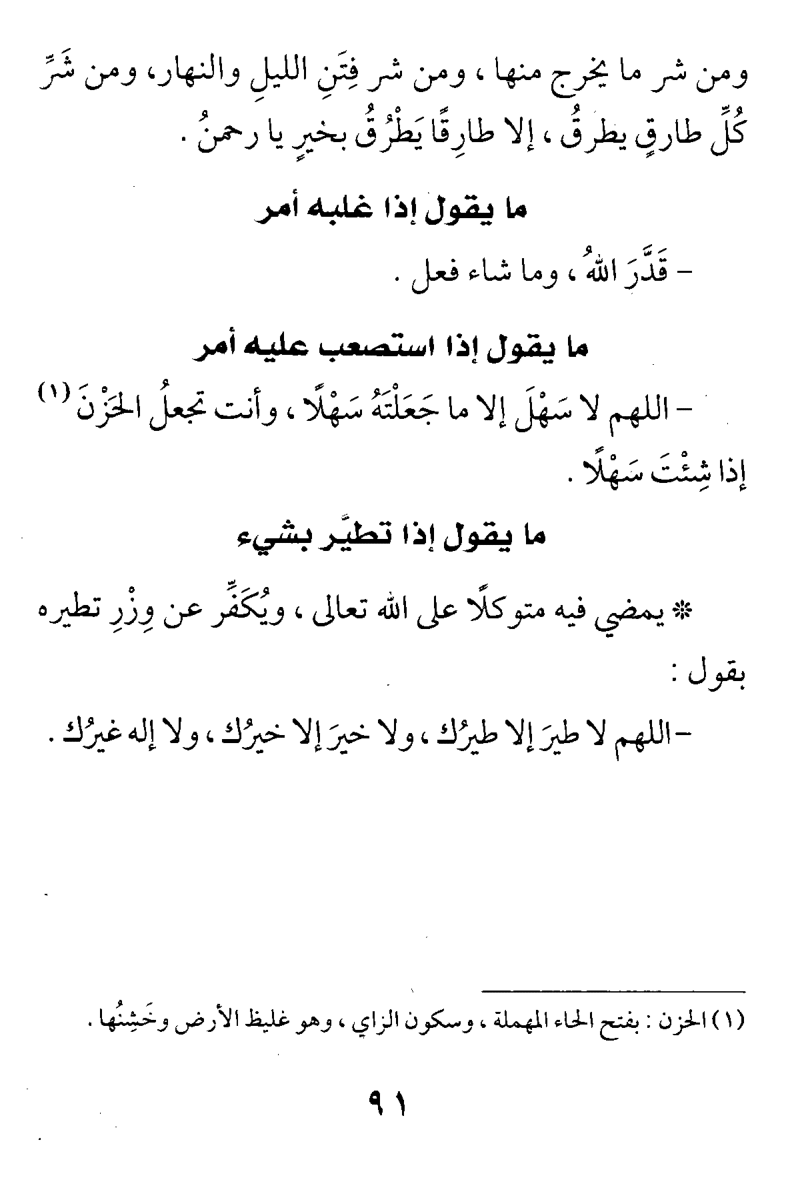 ومن شر ما يخرج منها ، ومن شر فِتَنِ الليلِ والنهار، ومن شَرِّ
كُلِّ طارقٍ يطرقُ ، إلا طارِقًا يَطْرُقُ بخيرٍ يا رحمنُ .
ما يقول إذا غلبه أمر
– قَدَّرَ اللهُ ، وما شاء فعل .
ما يقول إذا استصعب عليه أمر
– اللهم لا سَهْلَ إلا ما جَعَلْتَهُ سَهْلًا ، وأنت تجعلُ الحَزْنَ (١)
إذا شِئْتَ سَهْلًا .
ما يقول إذا تطيَّر بشيء
* يمضي فيه متوكلًا على الله تعالى ، ويُكَفِّر عن وِزْرِ تطيره
بقول :
– اللهم لا طيرَ إلا طيرُك ، ولا خيرَ إلا خيرُك ، ولا إله غيرُك .
(١) الحزن : بفتح الحاء المهملة ، وسكون الزاي ، وهو غليظ الأرض وخَشِنُها .
٩١